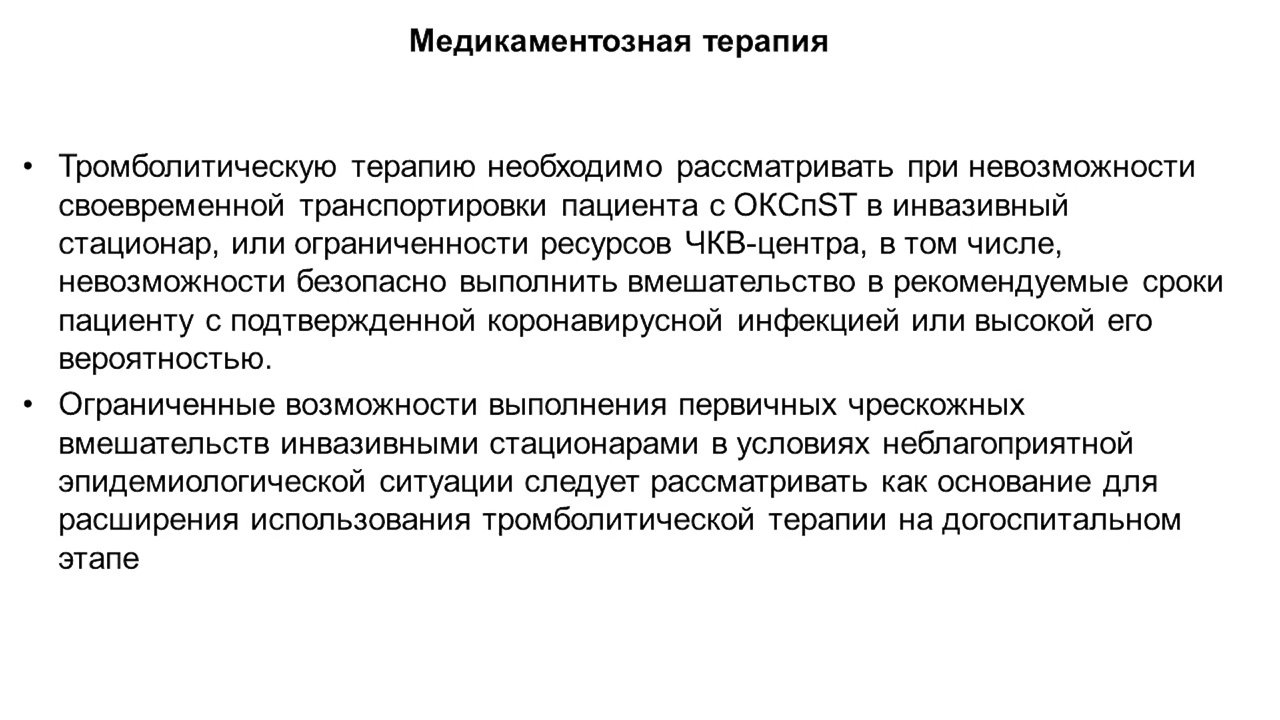 Медикаментозная терапия
• Тромболитическую терапию необходимо рассматривать при невозможности
своевременной транспортировки пациента с ОКСпST в инвазивный
стационар, или ограниченности ресурсов ЧКВ-центра, в том числе,
невозможности безопасно выполнить вмешательство в рекомендуемые сроки
пациенту с подтвержденной коронавирусной инфекцией или высокой его
вероятностью.
• Ограниченные возможности выполнения первичных чрескожных
вмешательств инвазивными стационарами в условиях неблагоприятной
эпидемиологической ситуации следует рассматривать как основание для
расширения использования тромболитической терапии на догоспитальном
этапе